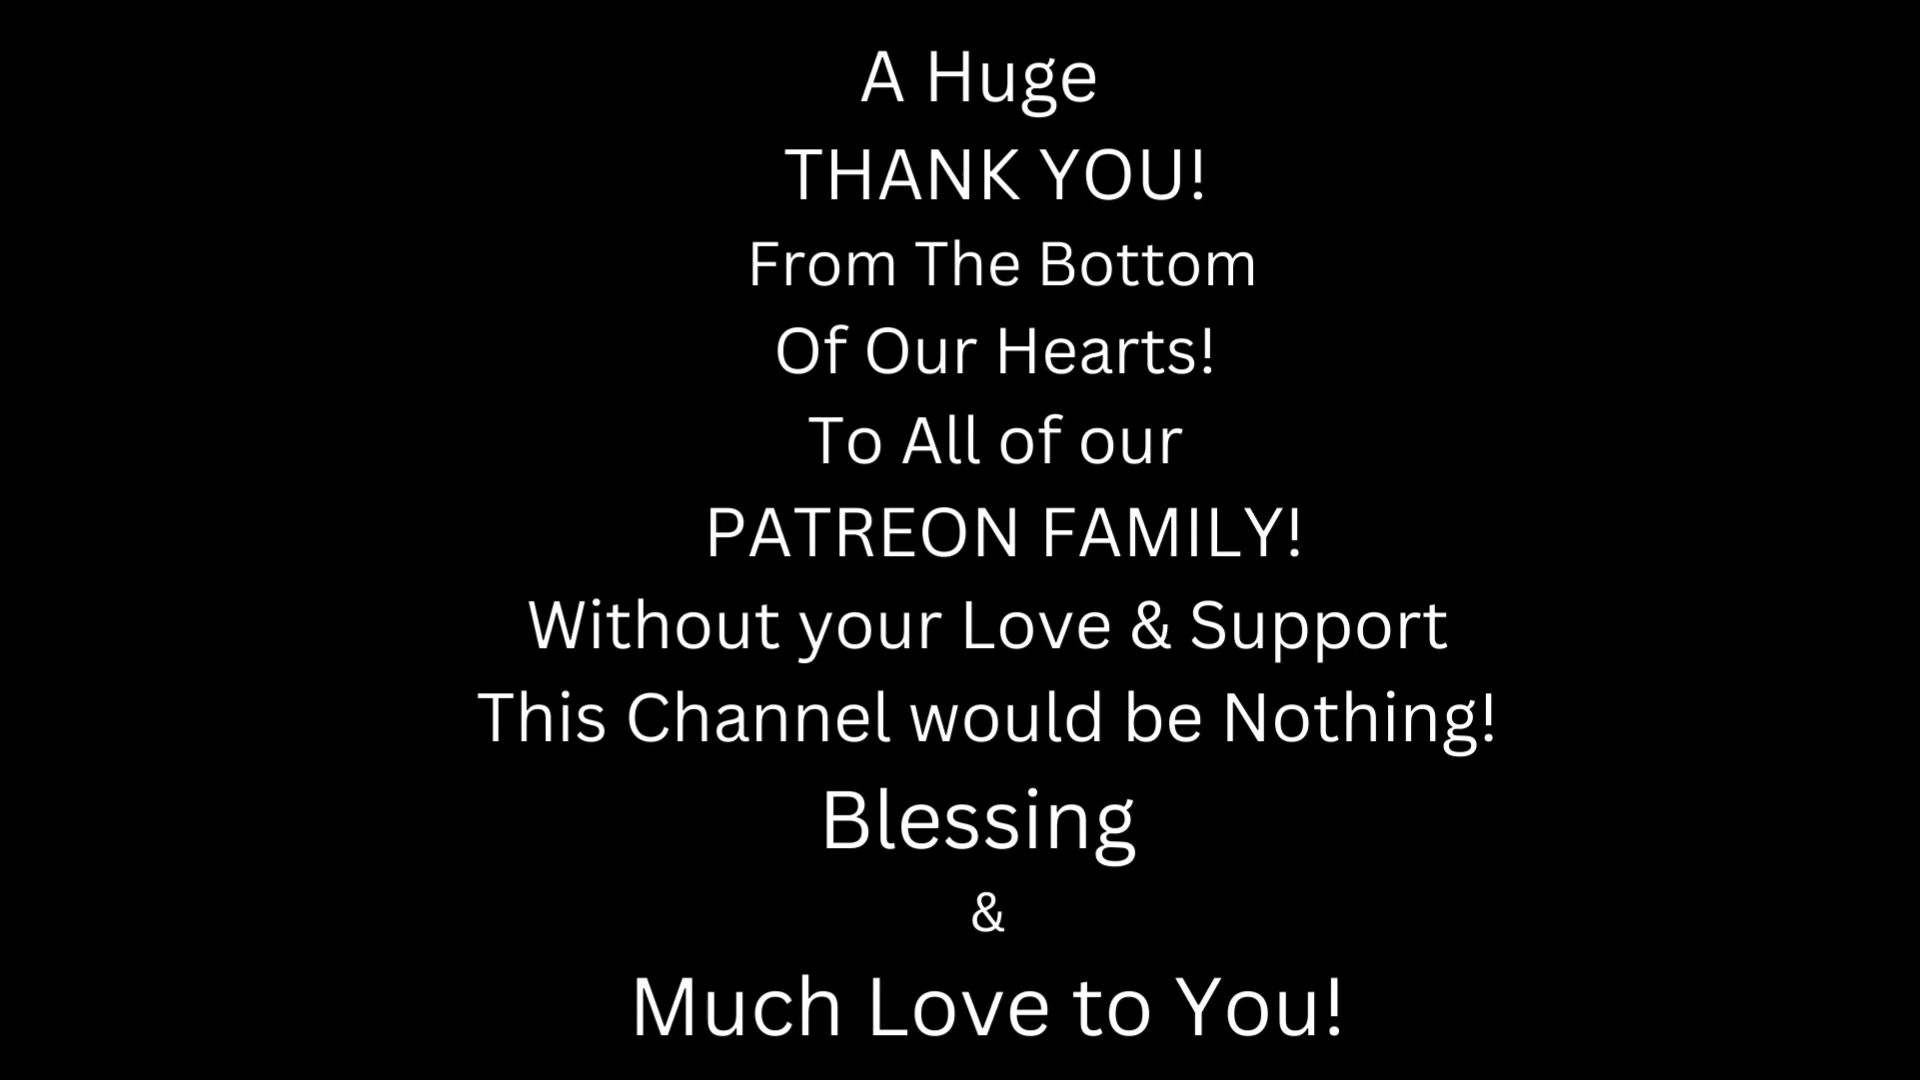 A Huge
THANK YOU!
From The Bottom
Of Our Hearts!
To All of our
PATREON FAMILY!
Without your Love & Support
This Channel would be Nothing!
Blessing
&
Much Love to You!